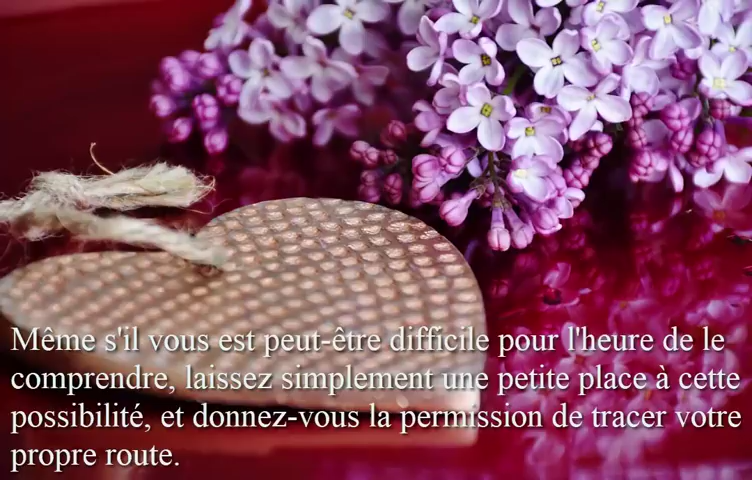 Même s'il vous est peut-être difficile pour l'heure de le
comprendre, laissez simplement une petite place à cette
possibilité, et donnez-vous la permission de tracer votre
propre route.